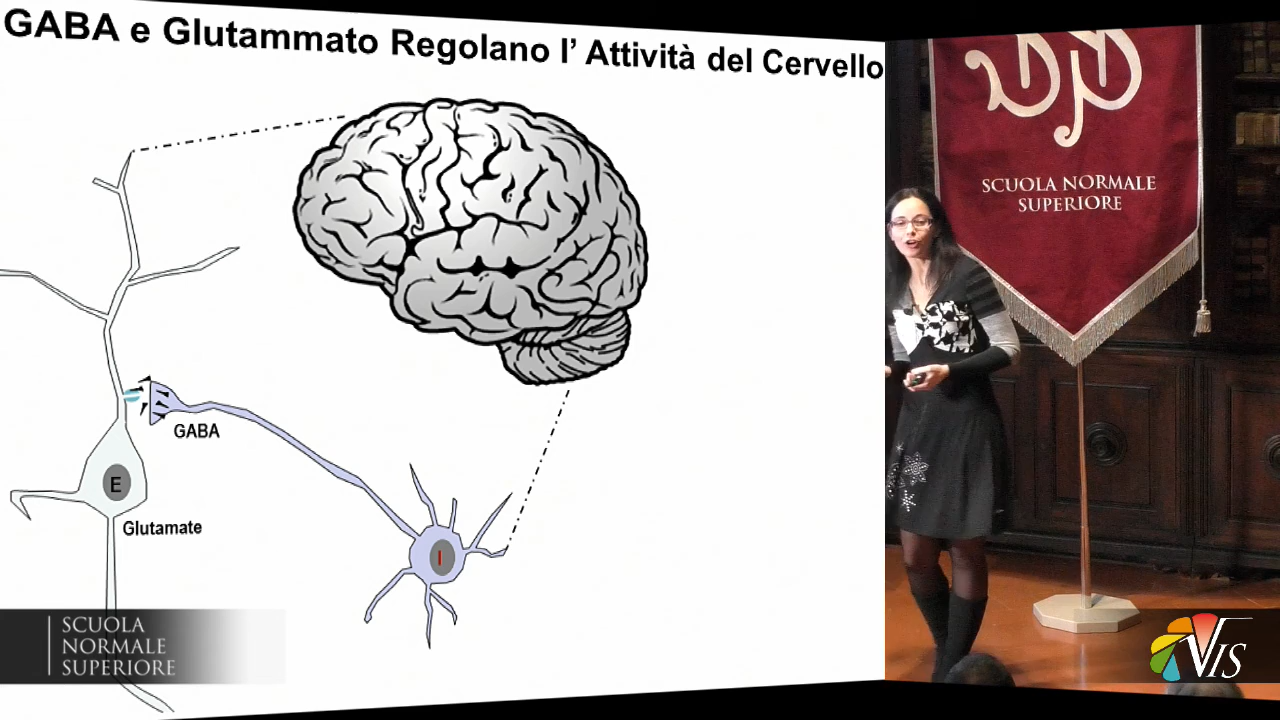 GABA e Glutammato Regolano l’ Attività del Cervello
SCUOLA NORMALE
SUPERIORE
GABA
E
Glutamate
I
SCUOLA
NORMALE
SUPERIORE
VIS